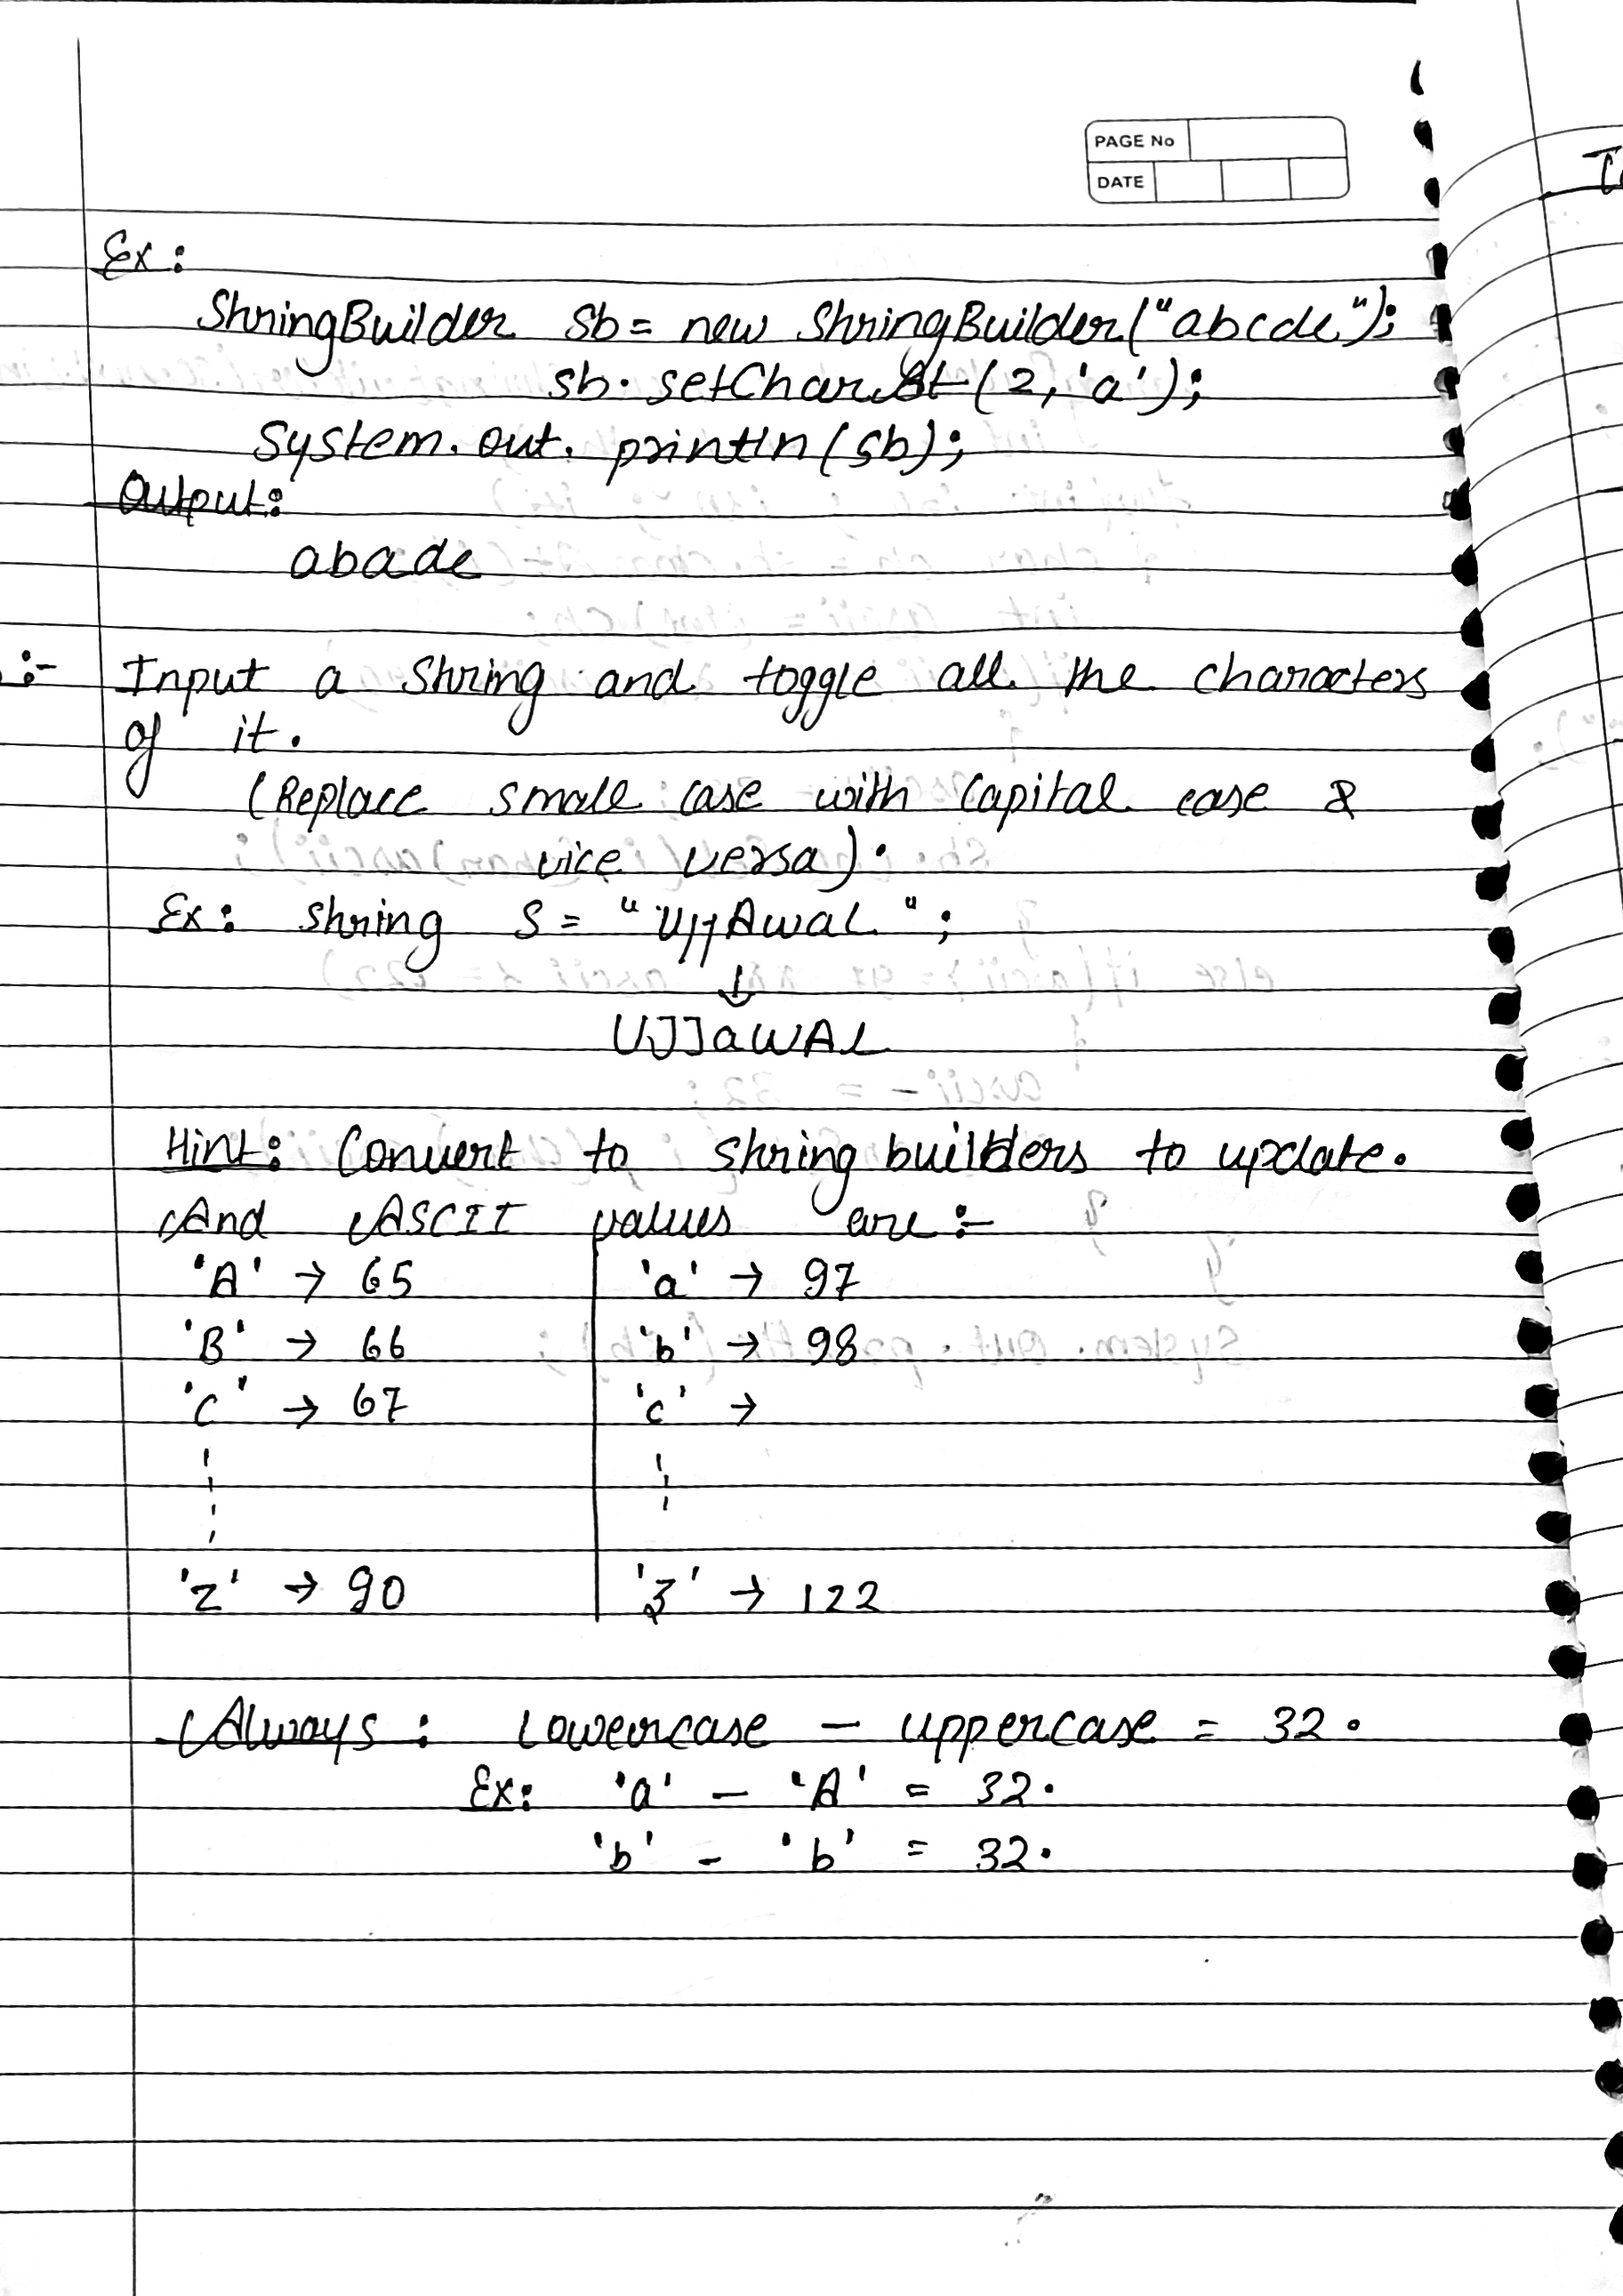 PAGE No
DATE
Ex:
StringBuilder sb = new StringBuilder("abcde");
sb. setCharAt (2, 'a');
System. out. println (sb);
Output:
abade
:- Input a String and toggle all the characters
of it.
(Replace small case with Capital case &
vice versa).
Ex: String S = "ujjAwal";
↓
UJJaWAL
Hint: Convert to string builders to update.
And ASCII values are :-
'A' → 65 'a' → 97
'B' → 66 'b' → 98
'C' → 67 'c' →
'Z' → 90 'z' → 122
Always : Lowercase - uppercase = 32.
Ex: 'a' - 'A' = 32.
'b' - 'b' = 32.